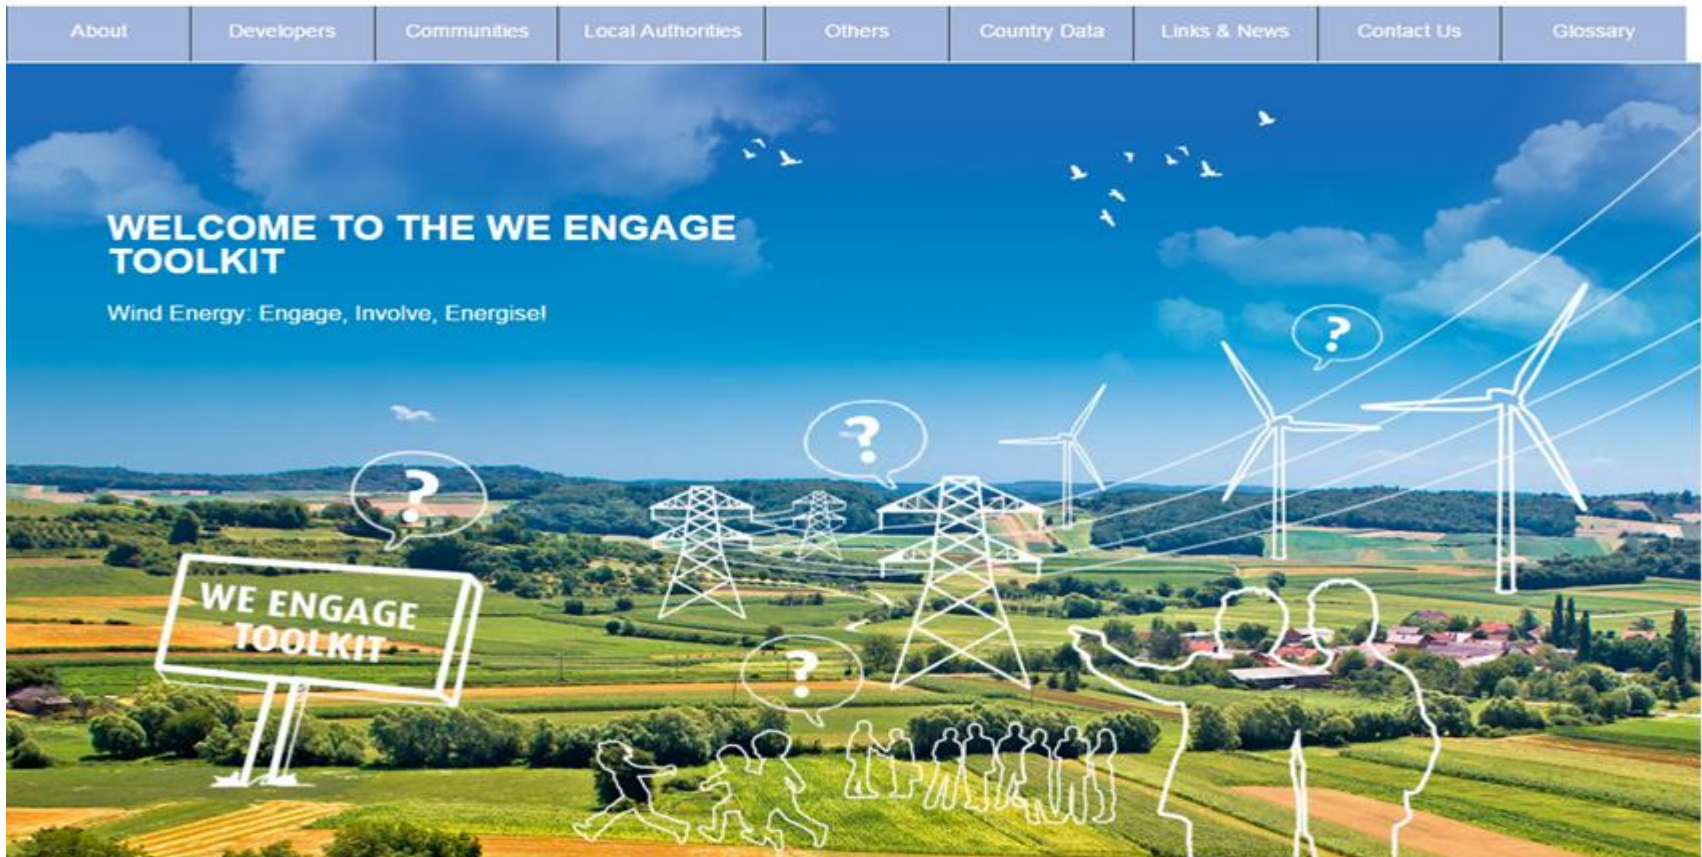 About
Developers
Communities
Local Authorities
Others
Country Data
Links & News
Contact Us
Glossary
WELCOME TO THE WE ENGAGE
TOOLKIT
Wind Energy: Engage, Involve, Energise!
?
?
?
WE ENGAGE
TOOLKIT
?